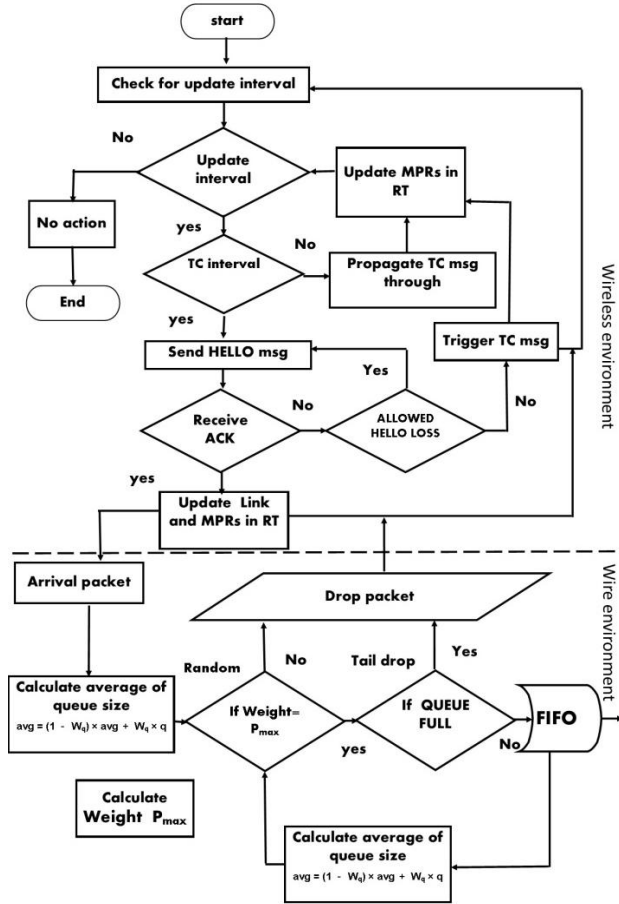 start
Check for update interval
No
Update
interval
Update MPRs in
RT
No action
yes
TC interval
No
Propagate TC msg
through
End
yes
Send HELLO msg
Trigger TC msg
Wireless environment
Yes
Receive
ACK
No
ALLOWED
HELLO LOSS
No
yes
Update Link
and MPRs in RT
Arrival packet
Drop packet
Wire environment
Random
No
Tail drop
Yes
Calculate average of
queue size
avg = (1 - Wq) × avg + Wq × q
If Weight=
Pmax
yes
If QUEUE
FULL
No
FIFO
Calculate
Weight Pmax
Calculate average of
queue size
avg = (1 - Wq) × avg + Wq × q